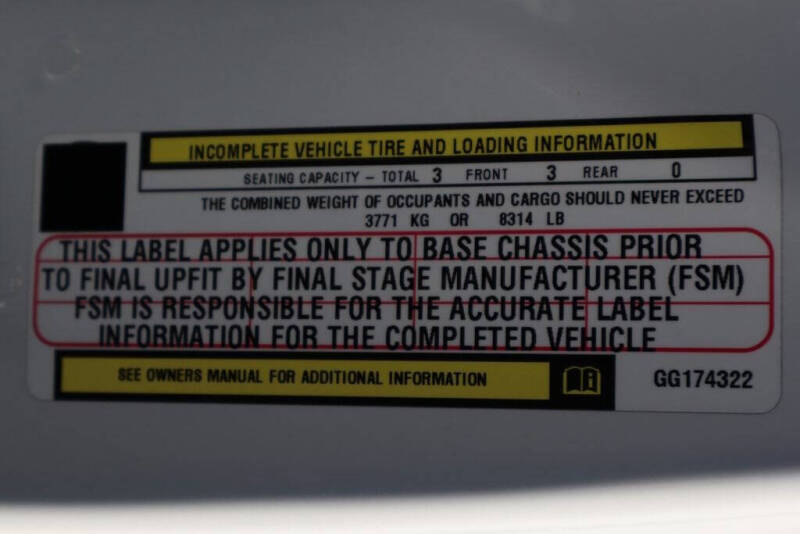 INCOMPLETE VEHICLE TIRE AND LOADING INFORMATION
SEATING CAPACITY – TOTAL 3 FRONT 3 REAR 0
THE COMBINED WEIGHT OF OCCUPANTS AND CARGO SHOULD NEVER EXCEED
3771 KG OR 8314 LB
THIS LABEL APPLIES ONLY TO BASE CHASSIS PRIOR
TO FINAL UPFIT BY FINAL STAGE MANUFACTURER (FSM)
FSM IS RESPONSIBLE FOR THE ACCURATE LABEL
INFORMATION FOR THE COMPLETED VEHICLE
SEE OWNERS MANUAL FOR ADDITIONAL INFORMATION
GG174322